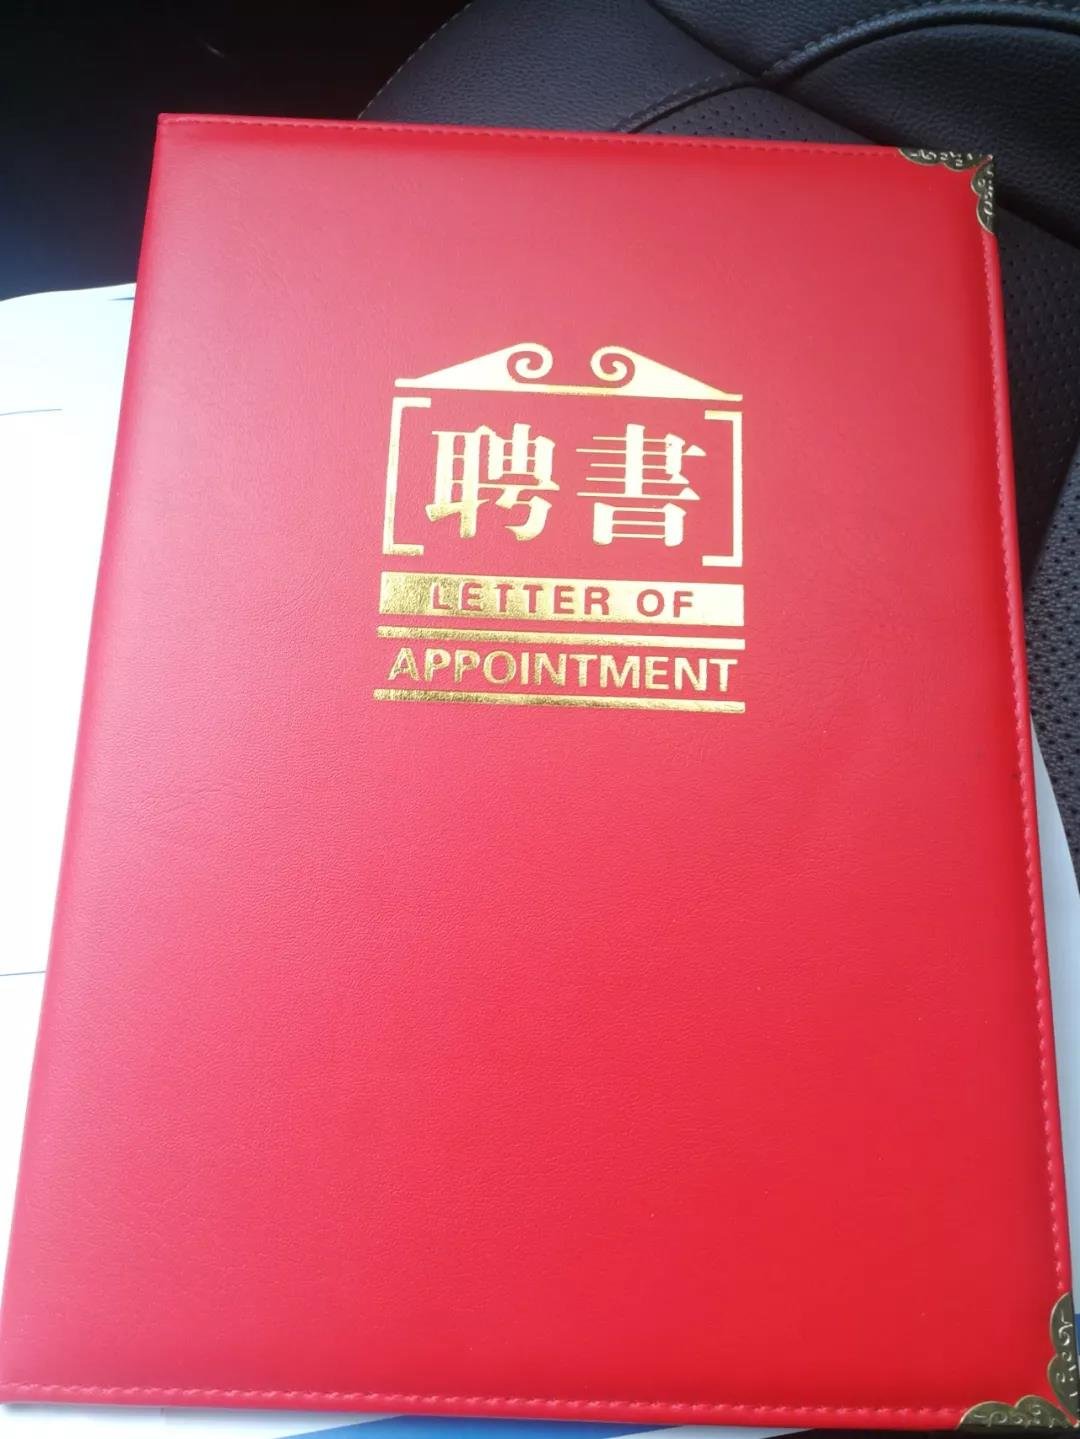 聘書
LETTER OF
APPOINTMENT